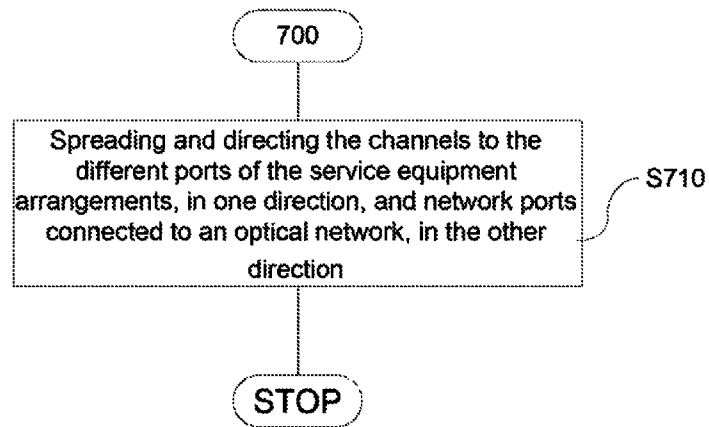 700
Spreading and directing the channels to the
different ports of the service equipment
arrangements, in one direction, and network ports
connected to an optical network, in the other
direction
S710
STOP